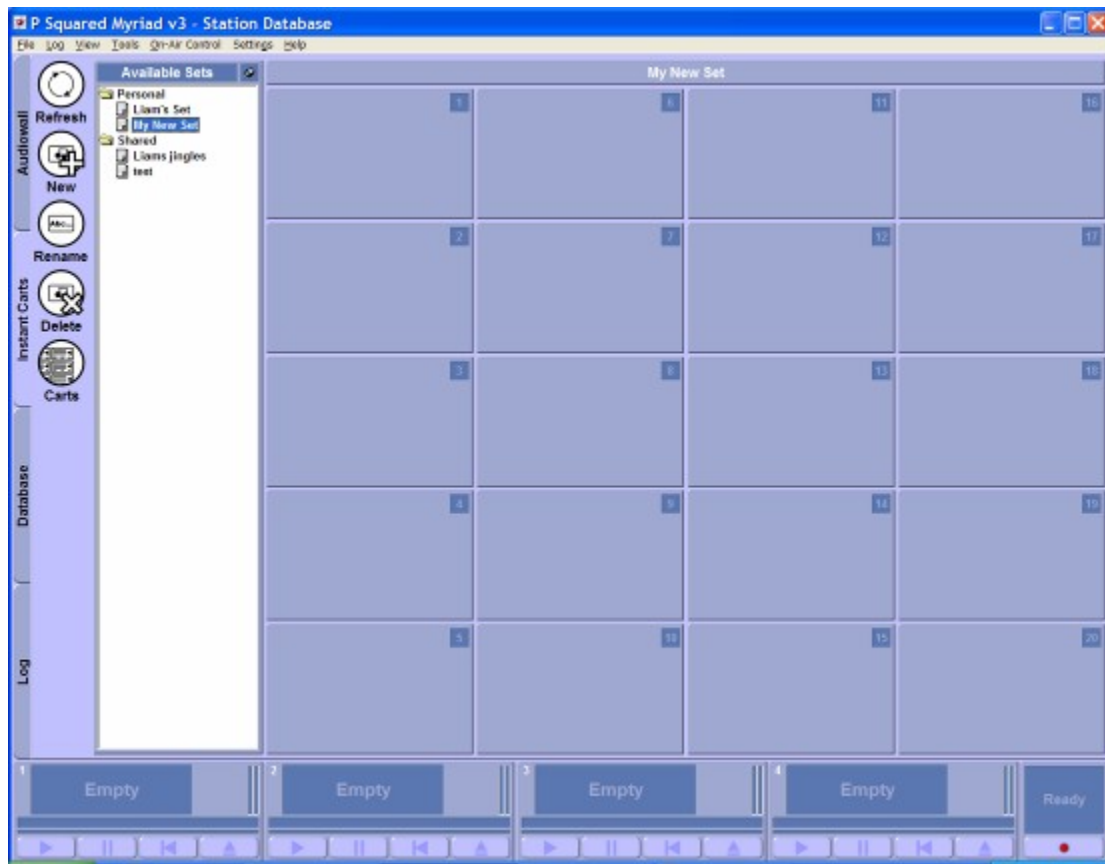 P Squared Myriad v3 - Station Database
File Log View Tools On-Air Control Settings Help
Available Sets
My New Set
Audiowall
Instant Carts
Database
Log
Refresh
New
Abc...
Rename
Delete
Carts
Personal
Liam's Set
My New Set
Shared
Liams jingles
test
1 6 11 16
2 7 12 17
3 8 13 18
4 9 14 19
5 10 15 20
1 Empty
2 Empty
3 Empty
4 Empty
Ready